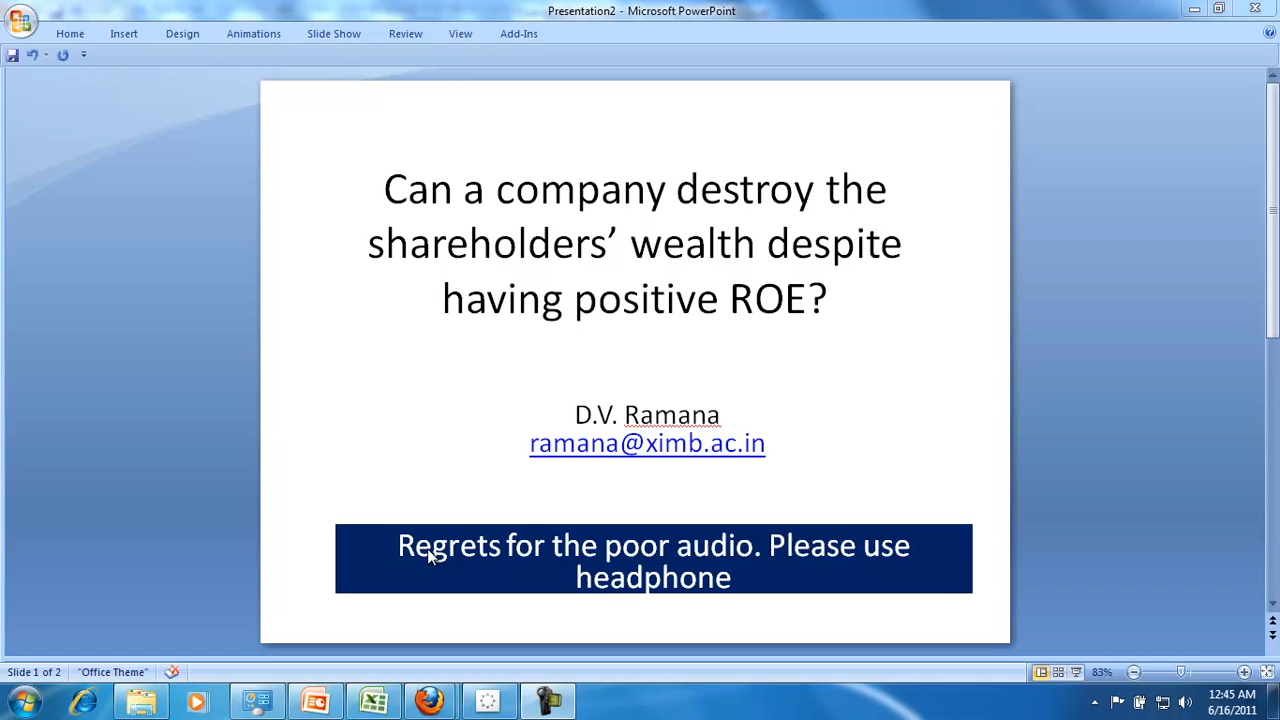 Presentation2 - Microsoft PowerPoint
Home Insert Design Animations Slide Show Review View Add-Ins
Can a company destroy the
shareholders’ wealth despite
having positive ROE?
D.V. Ramana
ramana@ximb.ac.in
Regrets for the poor audio. Please use
headphone
Slide 1 of 2 "Office Theme" 83%
12:45 AM
6/16/2011